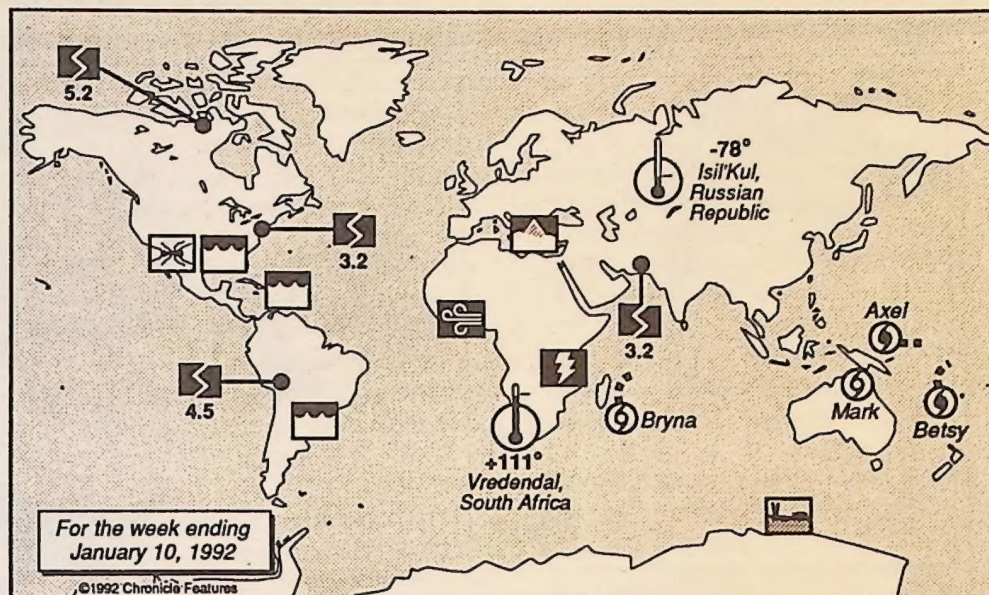 5.2
-78°
Isil'Kul,
Russian
Republic
3.2
3.2
Axel
4.5
Bryna
Mark
Betsy
+111°
Vredendal,
South Africa
For the week ending
January 10, 1992
©1992 Chronicle Features